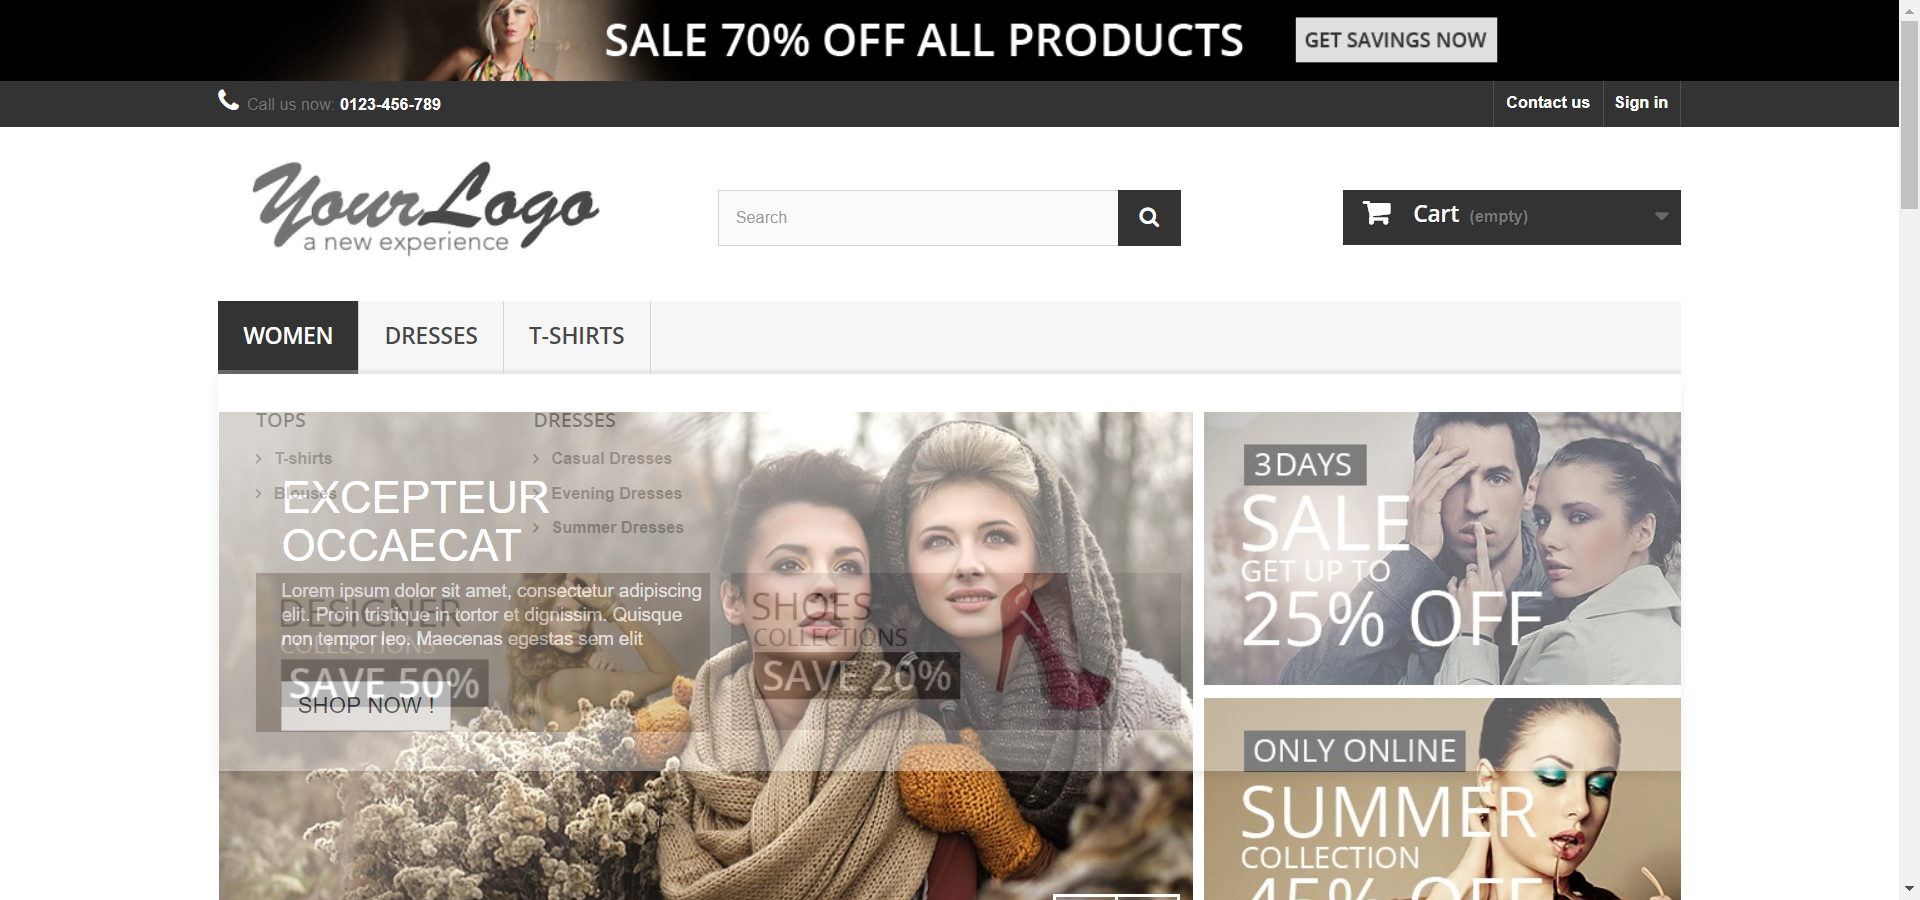 SALE 70% OFF ALL PRODUCTS
GET SAVINGS NOW
Call us now: 0123-456-789
Contact us
Sign in
YourLogo
a new experience
Search
Cart (empty)
WOMEN
DRESSES
T-SHIRTS
TOPS
T-shirts
Blouses
DRESSES
Casual Dresses
Evening Dresses
Summer Dresses
EXCEPTEUR
OCCAECAT
Lorem ipsum dolor sit amet, consectetur adipiscing
elit. Proin tristique in tortor et dignissim. Quisque
non tempor leo. Maecenas egestas sem elit
SHOP NOW !
DESIGNER
COLLECTIONS
SAVE 50%
SHOES
COLLECTIONS
SAVE 20%
3 DAYS
SALE
GET UP TO
25% OFF
ONLY ONLINE
SUMMER
COLLECTION
45% OFF